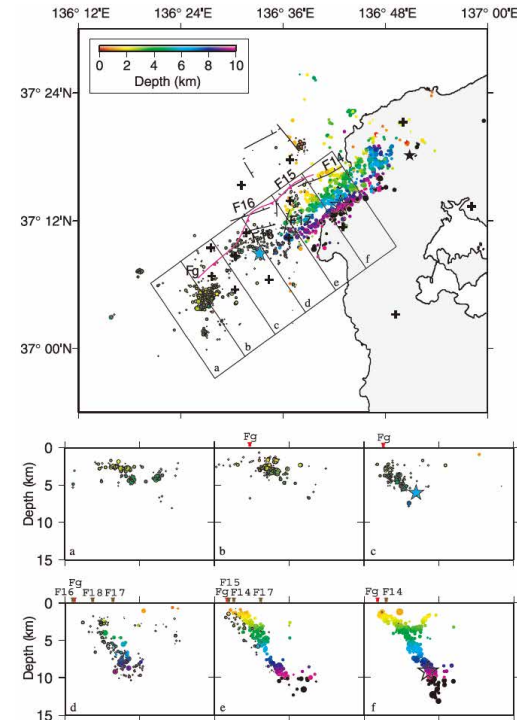 136° 12'E 136° 24' 136° 36' 136° 48' 137° 00'E
0 2 4 6 8 10
Depth (km)
37° 24'N
37° 12'N
37° 00'N
F14
F15
F16
Fg
f
e
d
c
b
a
Fg Fg
0
5
10
15
Depth (km)
a b c
Fg F15
F16 F18 F17 Fg F14 F17 Fg F14
0
5
10
15
Depth (km)
d e f